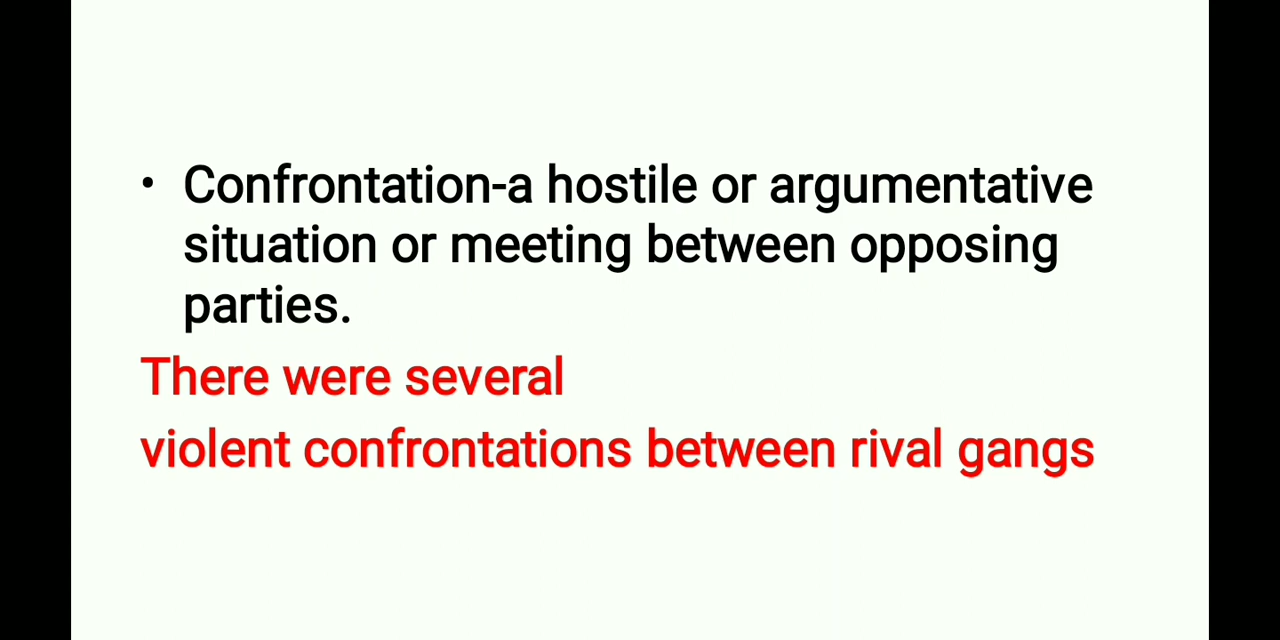 • Confrontation-a hostile or argumentative
situation or meeting between opposing
parties.
There were several
violent confrontations between rival gangs